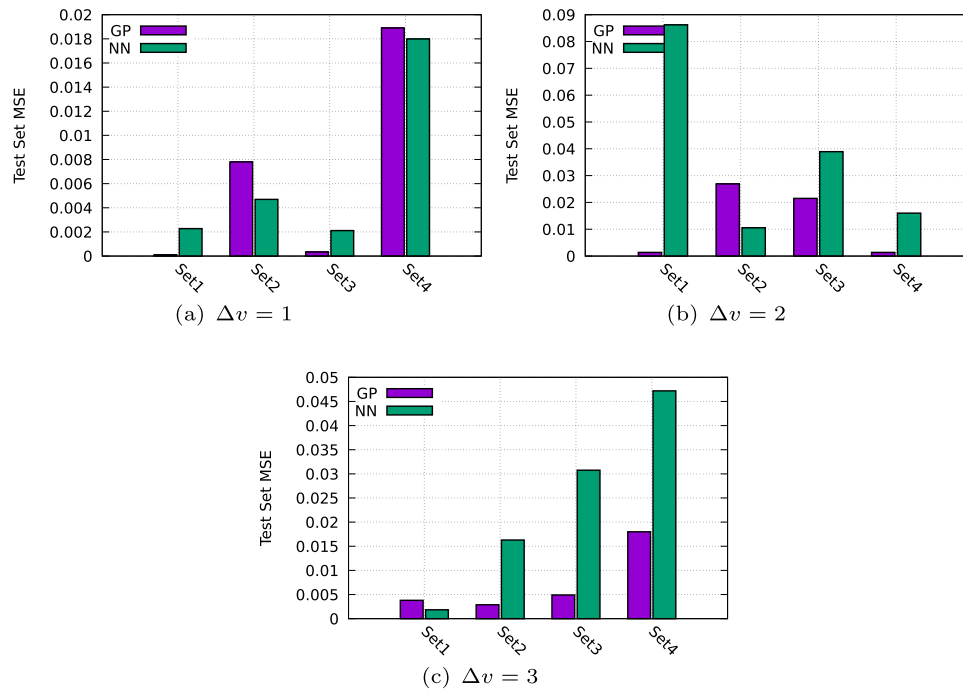 Test Set MSE
0.02
0.018
0.016
0.014
0.012
0.01
0.008
0.006
0.004
0.002
0
GP
NN
Set1
Set2
Set3
Set4
(a) Δv = 1
Test Set MSE
0.09
0.08
0.07
0.06
0.05
0.04
0.03
0.02
0.01
0
GP
NN
Set1
Set2
Set3
Set4
(b) Δv = 2
Test Set MSE
0.05
0.045
0.04
0.035
0.03
0.025
0.02
0.015
0.01
0.005
0
GP
NN
Set1
Set2
Set3
Set4
(c) Δv = 3